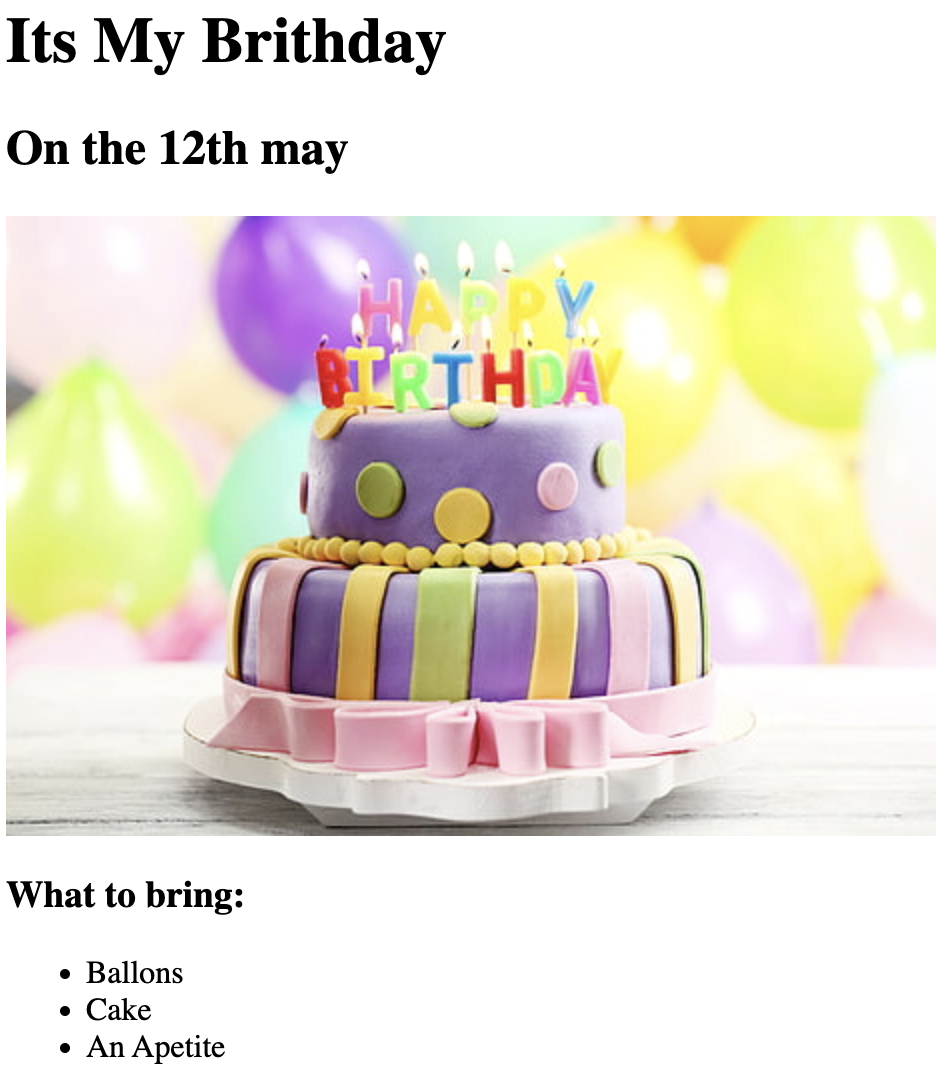 Its My Brithday
On the 12th may
HAPPY
BIRTHDAY
What to bring:
Ballons
Cake
An Apetite